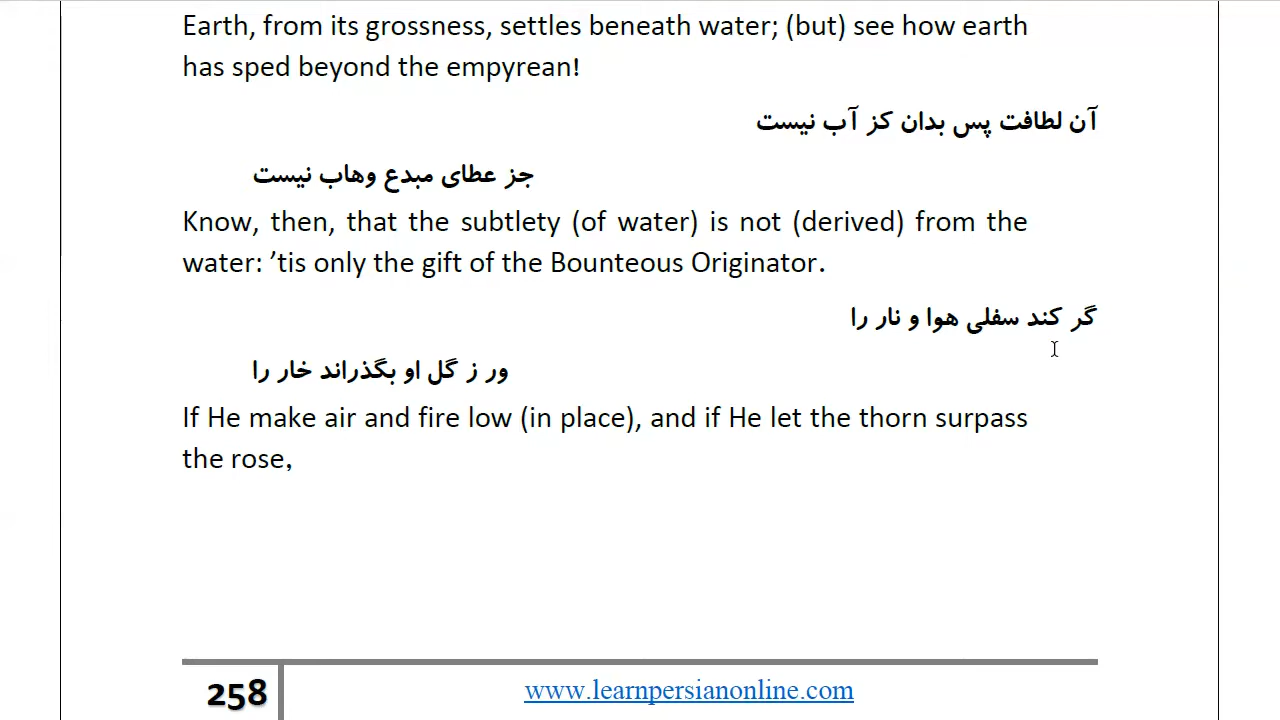 Earth, from its grossness, settles beneath water; (but) see how earth
has sped beyond the empyrean!
آن لطافت پس بدان کز آب نیست
جز عطای مبدع وهاب نیست
Know, then, that the subtlety (of water) is not (derived) from the
water: ’tis only the gift of the Bounteous Originator.
گر کند سفلی هوا و نار را
ور ز گل او بگذراند خار را
If He make air and fire low (in place), and if He let the thorn surpass
the rose,
258
www.learnpersianonline.com